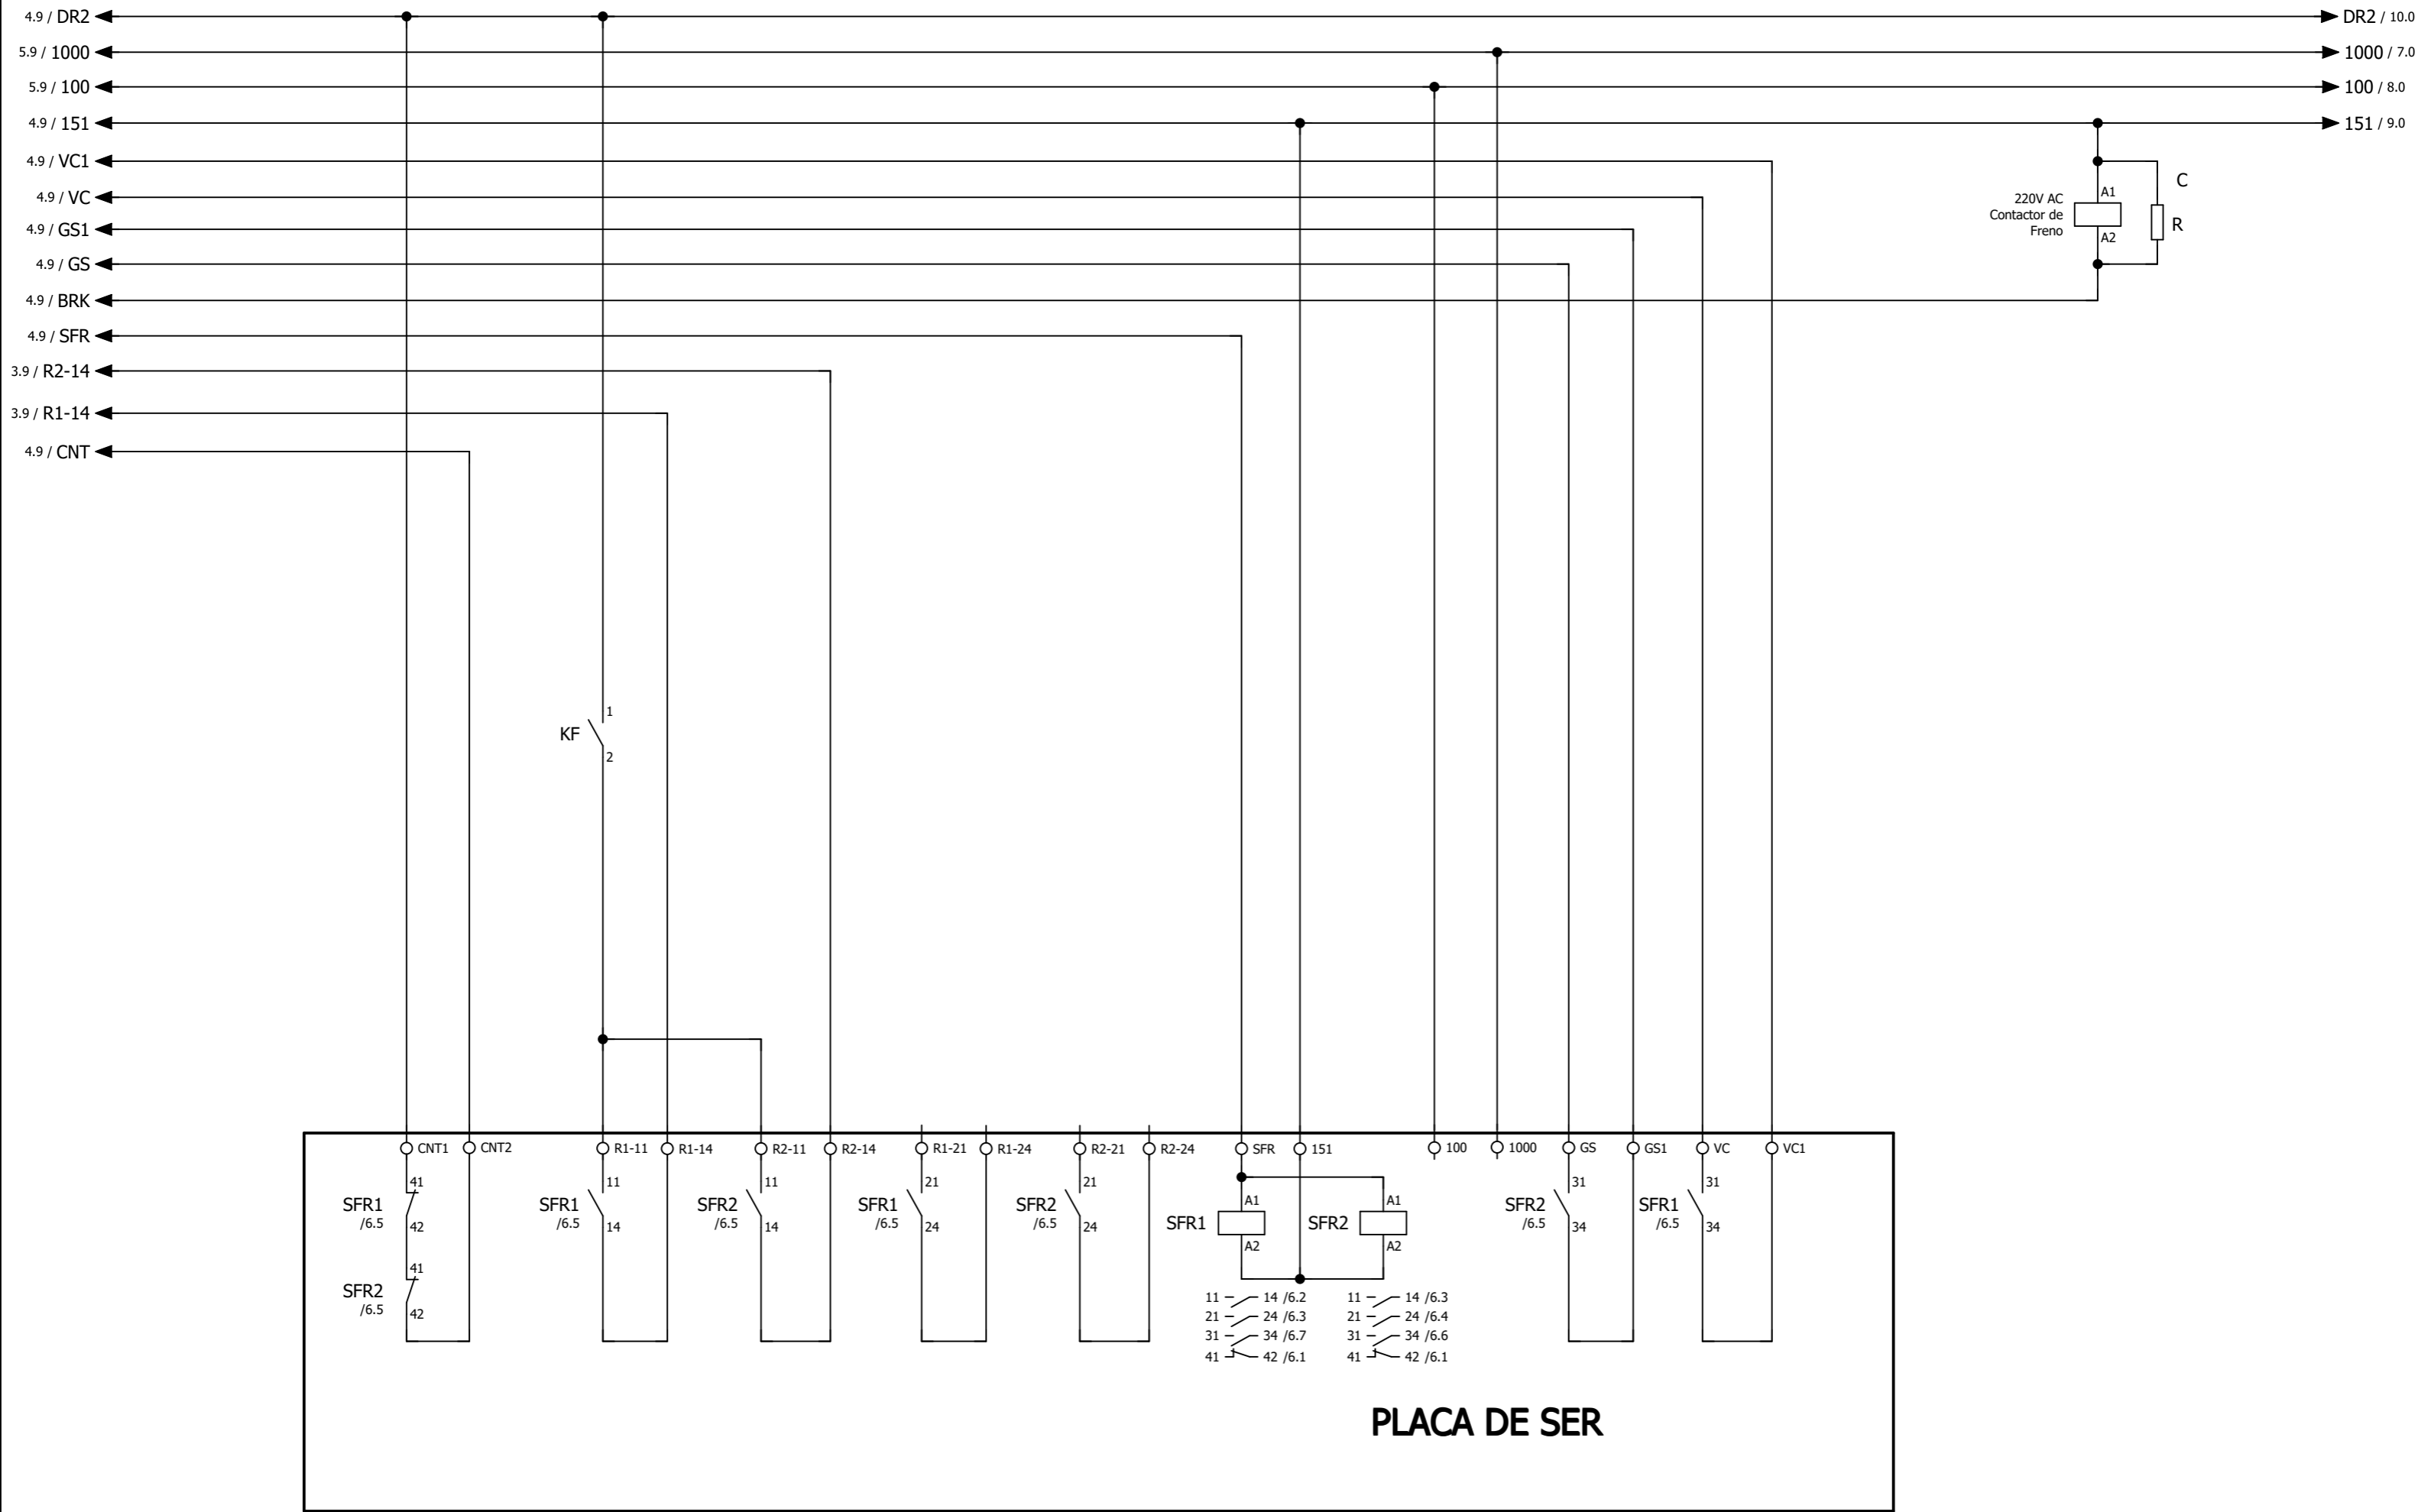 4.9 / DR2
DR2 / 10.0
5.9 / 1000
1000 / 7.0
5.9 / 100
100 / 8.0
4.9 / 151
151 / 9.0
4.9 / VC1
4.9 / VC
4.9 / GS1
4.9 / GS
4.9 / BRK
4.9 / SFR
3.9 / R2-14
3.9 / R1-14
4.9 / CNT
220V AC
Contactor de
Freno
A1
A2
C
R
KF
1
2
CNT1
CNT2
R1-11
R1-14
R2-11
R2-14
R1-21
R1-24
R2-21
R2-24
SFR
151
100
1000
GS
GS1
VC
VC1
SFR1
/6.5
41
42
SFR2
/6.5
41
42
SFR1
/6.5
11
14
SFR2
/6.5
11
14
SFR1
/6.5
21
24
SFR2
/6.5
21
24
SFR1
A1
A2
SFR2
A1
A2
11 14 /6.2
21 24 /6.3
31 34 /6.7
41 42 /6.1
11 14 /6.3
21 24 /6.4
31 34 /6.6
41 42 /6.1
SFR2
/6.5
31
34
SFR1
/6.5
31
34
PLACA DE SER